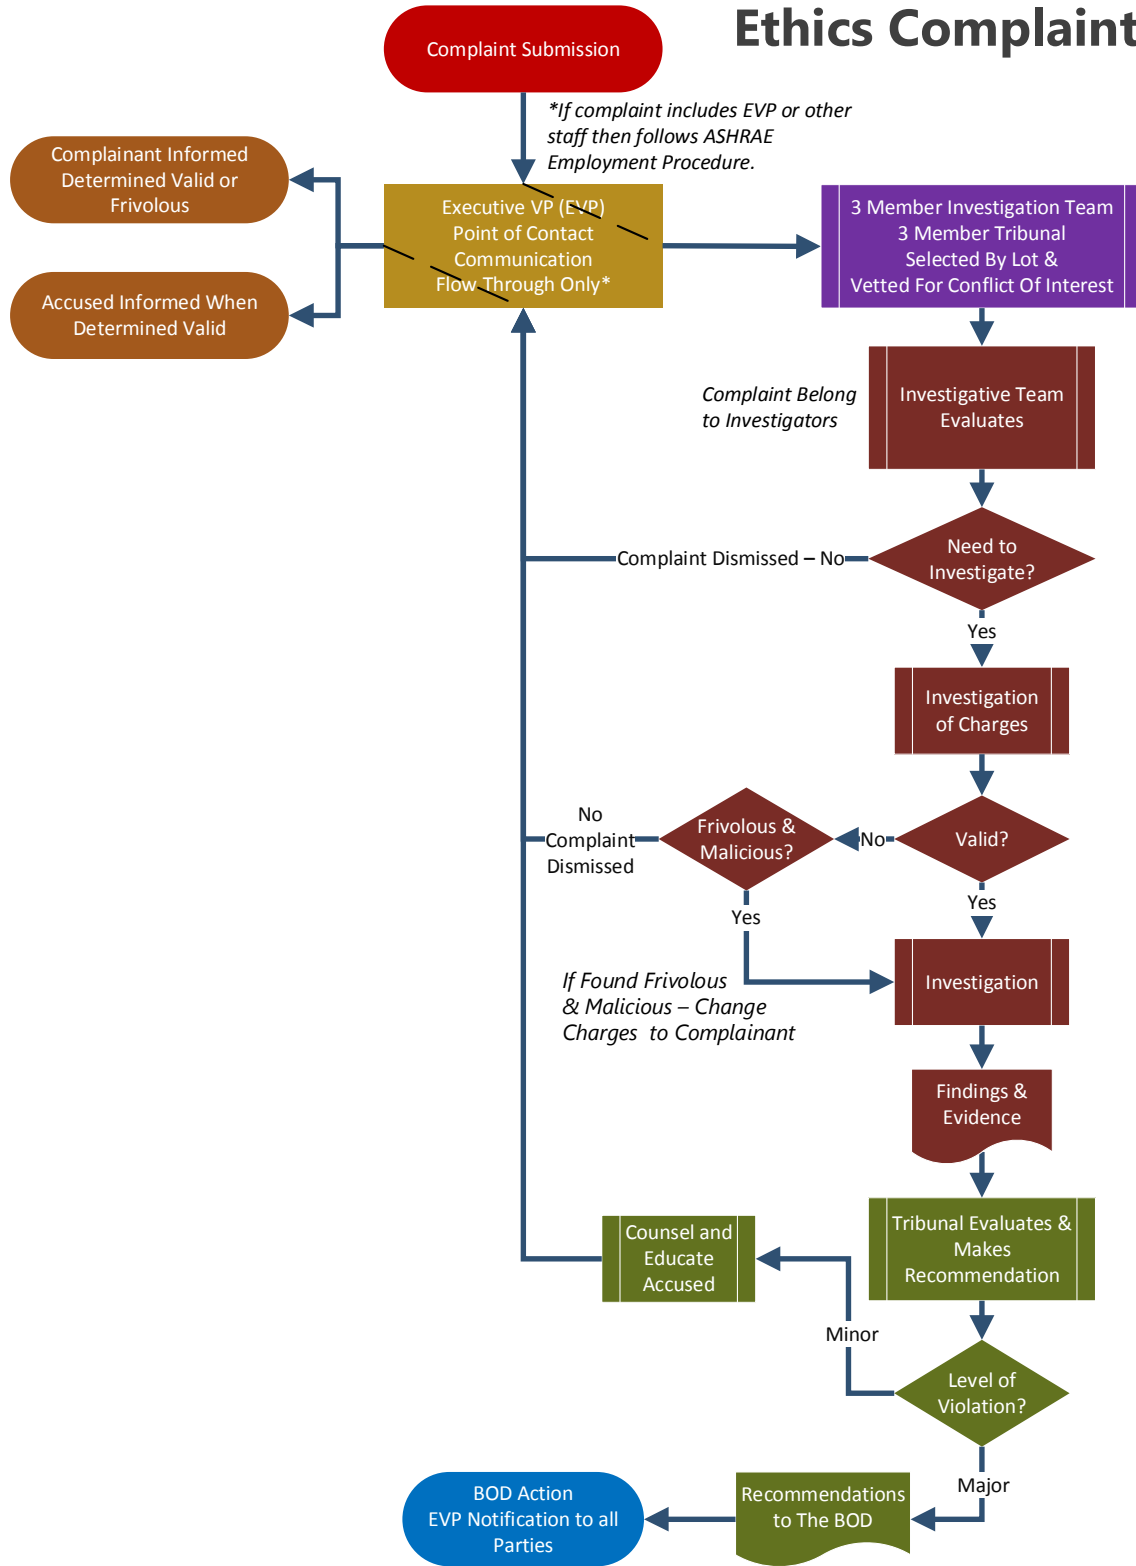 Ethics Complaint
Complaint Submission
*If complaint includes EVP or other
staff then follows ASHRAE
Employment Procedure.
Complainant Informed
Determined Valid or
Frivolous
Accused Informed When
Determined Valid
Executive VP (EVP)
Point of Contact
Communication
Flow Through Only*
3 Member Investigation Team
3 Member Tribunal
Selected By Lot &
Vetted For Conflict Of Interest
Complaint Belong
to Investigators
Investigative Team
Evaluates
Complaint Dismissed – No
Need to
Investigate?
Yes
Investigation
of Charges
No
Complaint
Dismissed
Frivolous &
Malicious?
No
Valid?
Yes
Yes
If Found Frivolous
& Malicious – Change
Charges to Complainant
Investigation
Findings &
Evidence
Counsel and
Educate
Accused
Tribunal Evaluates &
Makes
Recommendation
Minor
Level of
Violation?
Major
BOD Action
EVP Notification to all
Parties
Recommendations
to The BOD